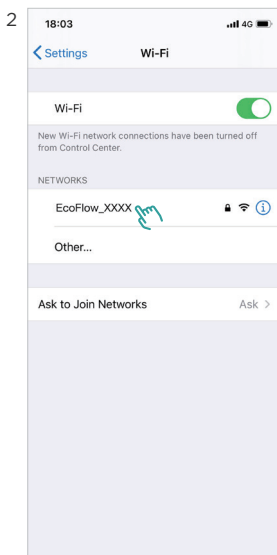 2
18:03
4G
Settings
Wi-Fi
Wi-Fi
New Wi-Fi network connections have been turned off
from Control Center.
NETWORKS
EcoFlow_XXXX
Other...
Ask to Join Networks Ask